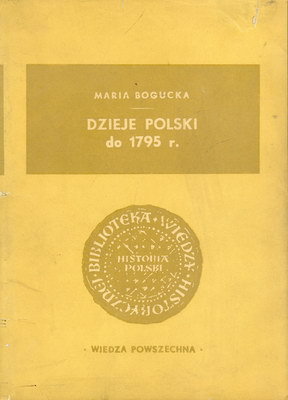 MARIA BOGUCKA
DZIEJE POLSKI
do 1795 r.
BIBLIOTEKA · WIEDZY · HISTORYCZNEJ
HISTORIA
POLSKI
· WIEDZA POWSZECHNA ·